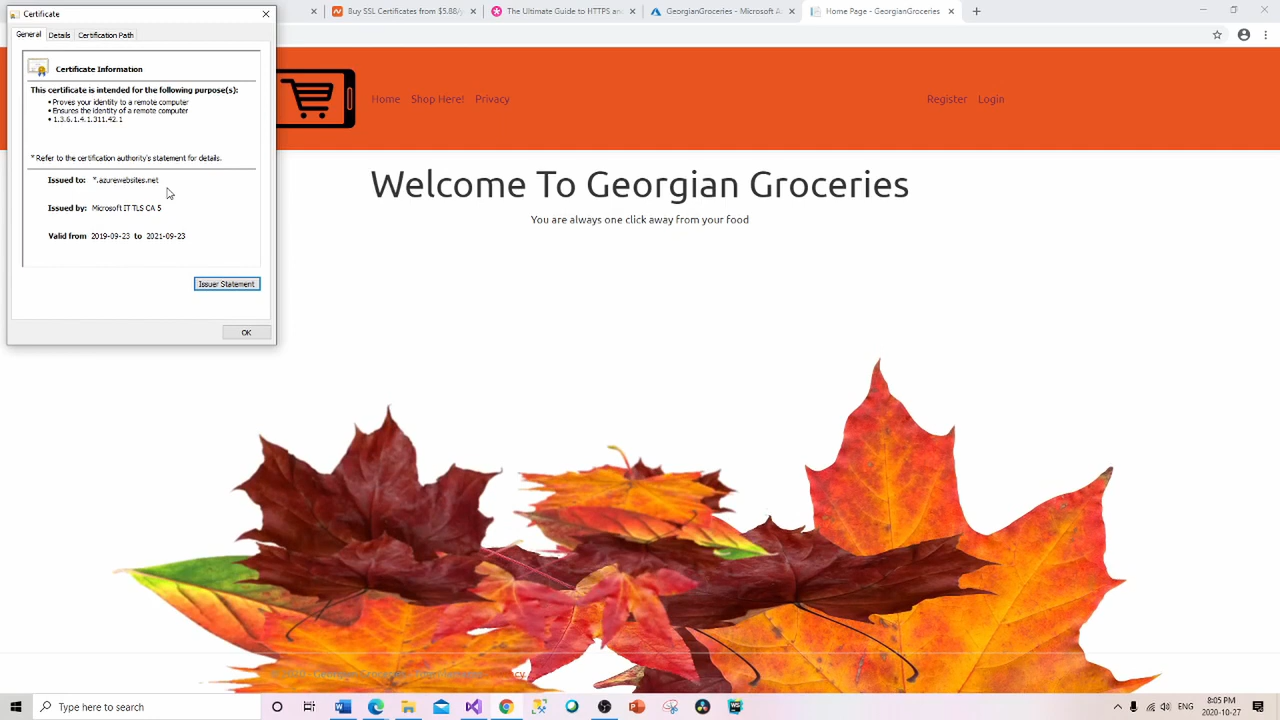 Certificate
Buy SSL Certificates from $5.88/y
The Ultimate Guide to HTTPS an
GeorgianGroceries - Microsoft A
Home Page - GeorgianGroceries
General
Details
Certification Path
Certificate Information
This certificate is intended for the following purpose(s):
• Proves your identity to a remote computer
• Ensures the identity of a remote computer
• 1.3.6.1.4.1.311.42.1
* Refer to the certification authority's statement for details.
Issued to: *.azurewebsites.net
Issued by: Microsoft IT TLS CA 5
Valid from 2019-09-23 to 2021-09-23
Issuer Statement
OK
Home
Shop Here!
Privacy
Register
Login
Welcome To Georgian Groceries
You are always one click away from your food
Type here to search
ENG
8:05 PM
2020-10-27